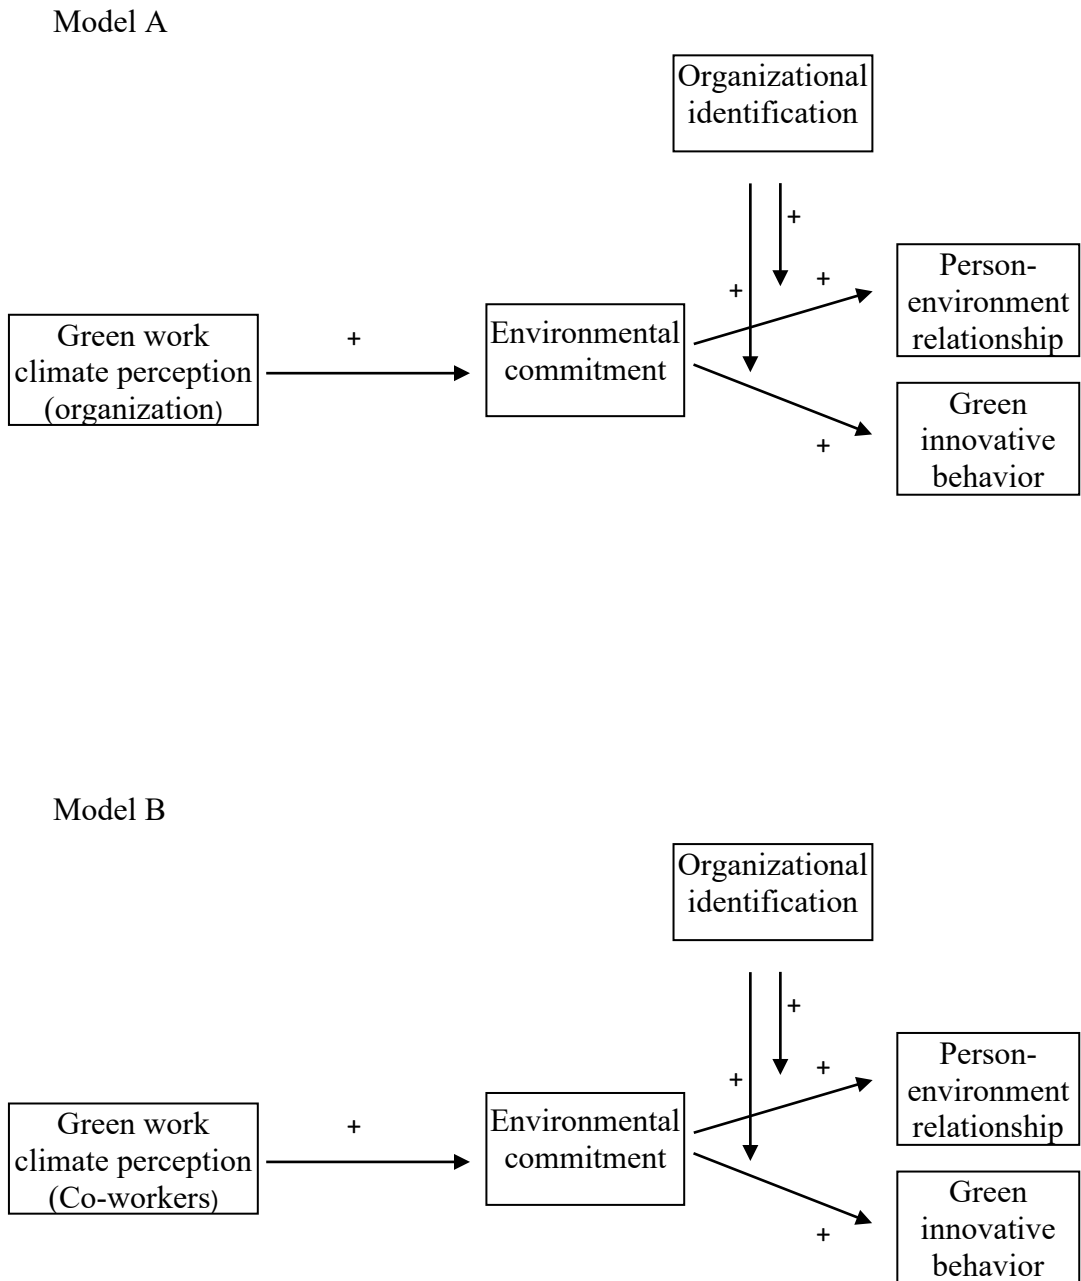 Model A
Organizational
identification
+
+
+
Person-
environment
relationship
Green work
climate perception
(organization)
+
Environmental
commitment
Green
innovative
behavior
+
Model B
Organizational
identification
+
+
+
Person-
environment
relationship
Green work
climate perception
(Co-workers)
+
Environmental
commitment
Green
innovative
behavior
+